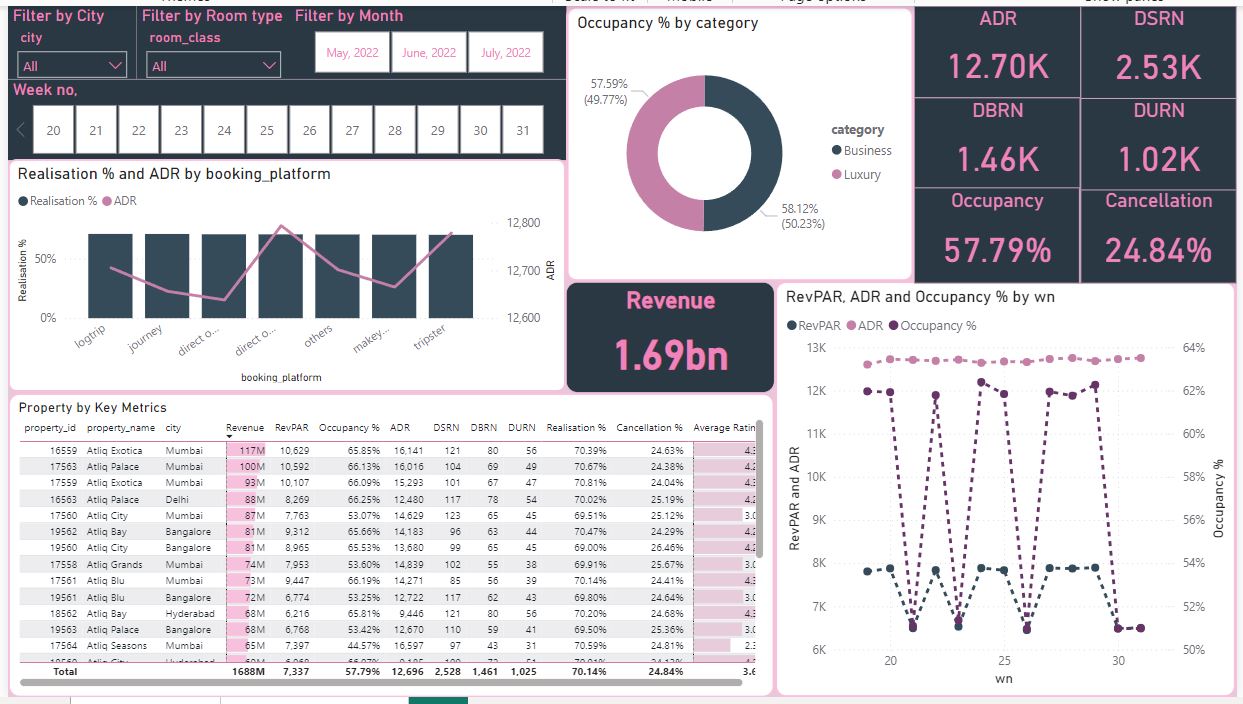 Filter by City
city
All
Filter by Room type
room_class
All
Filter by Month
May, 2022 June, 2022 July, 2022
Week no,
20 21 22 23 24 25 26 27 28 29 30 31
Realisation % and ADR by booking_platform
Realisation % ADR
Realisation %
50%
0%
12,800
12,700
12,600
ADR
logtrip journey direct o... direct o... others makey... tripster
booking_platform
Occupancy % by category
57.59%
(49.77%)
58.12%
(50.23%)
category
Business
Luxury
ADR
12.70K
DSRN
2.53K
DBRN
1.46K
DURN
1.02K
Occupancy
57.79%
Cancellation
24.84%
Revenue
1.69bn
Property by Key Metrics
property_id property_name city Revenue RevPAR Occupancy % ADR DSRN DBRN DURN Realisation % Cancellation % Average Ratin
16559 Atliq Exotica Mumbai 117M 10,629 65.85% 16,141 121 80 56 70.39% 24.63% 4.3
17563 Atliq Palace Mumbai 100M 10,592 66.13% 16,016 104 69 49 70.67% 24.38% 4.2
17559 Atliq Exotica Mumbai 93M 10,107 66.09% 15,293 101 67 47 70.81% 24.04% 4.3
16563 Atliq Palace Delhi 88M 8,269 66.25% 12,480 117 78 54 70.02% 25.19% 4.2
17560 Atliq City Mumbai 87M 7,763 53.07% 14,629 123 65 45 69.51% 25.12% 3.0
19562 Atliq Bay Bangalore 81M 9,312 65.66% 14,183 96 63 44 70.47% 24.29% 4.2
19560 Atliq City Bangalore 81M 8,965 65.53% 13,680 99 65 45 69.00% 26.46% 4.2
17558 Atliq Grands Mumbai 74M 7,953 53.60% 14,839 102 55 38 69.91% 25.67% 3.0
17561 Atliq Blu Mumbai 73M 9,447 66.19% 14,271 85 56 39 70.14% 24.41% 4.3
19561 Atliq Blu Bangalore 72M 6,774 53.25% 12,722 117 62 43 69.80% 24.64% 3.0
18562 Atliq Bay Hyderabad 68M 6,216 65.81% 9,446 121 80 56 70.20% 24.68% 4.3
19563 Atliq Palace Bangalore 68M 6,768 53.42% 12,670 110 59 41 69.50% 25.36% 3.0
17564 Atliq Seasons Mumbai 65M 7,397 44.57% 16,597 97 43 31 70.59% 24.81% 2.3
Total 1688M 7,337 57.79% 12,696 2,528 1,461 1,025 70.14% 24.84% 3.6
RevPAR, ADR and Occupancy % by wn
RevPAR ADR Occupancy %
RevPAR and ADR
13K
12K
11K
10K
9K
8K
7K
6K
64%
62%
60%
58%
56%
54%
52%
50%
Occupancy %
20 25 30
wn